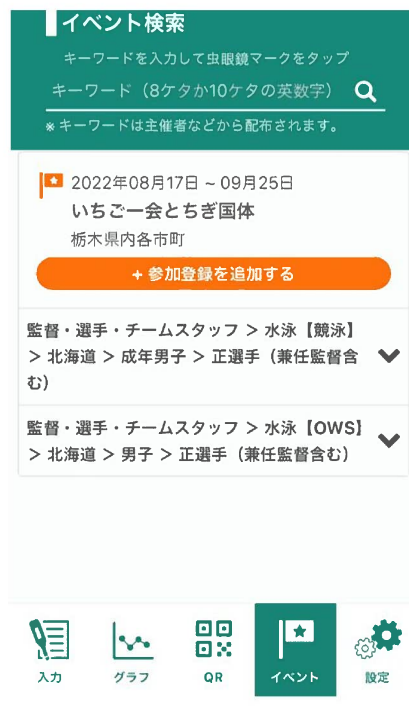 イベント検索
キーワードを入力して虫眼鏡マークをタップ
キーワード（8ケタか10ケタの英数字）
※キーワードは主催者などから配布されます。
2022年08月17日 ~ 09月25日
いちご一会とちぎ国体
栃木県内各市町
+ 参加登録を追加する
監督・選手・チームスタッフ > 水泳【競泳】
> 北海道 > 成年男子 > 正選手（兼任監督含
む）
監督・選手・チームスタッフ > 水泳【OWS】
> 北海道 > 男子 > 正選手（兼任監督含む）
入力 グラフ QR イベント 設定